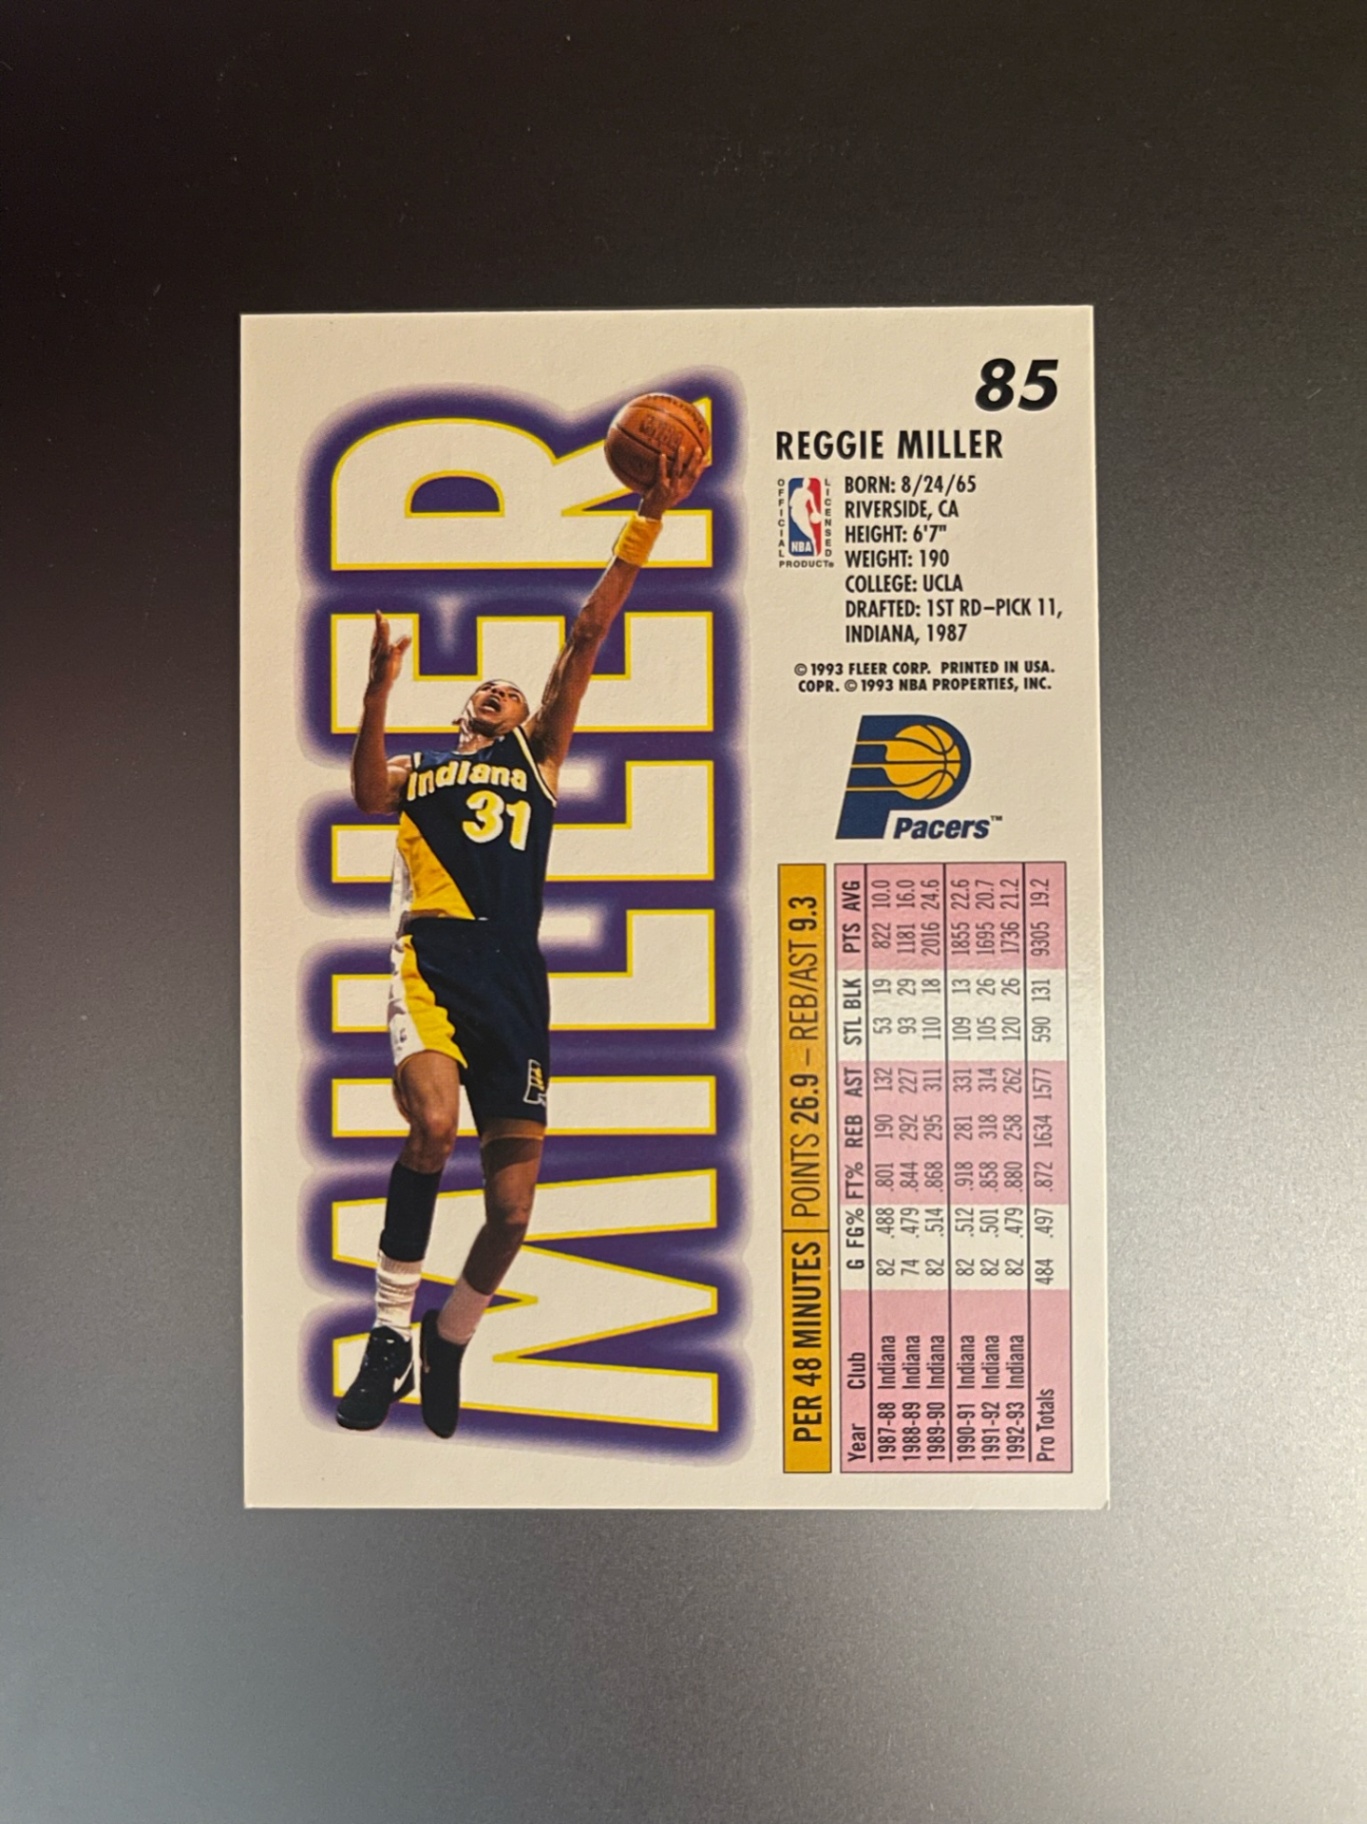 85
REGGIE MILLER
OFFICIAL LICENSED
NBA
PRODUCT®
BORN: 8/24/65
RIVERSIDE, CA
HEIGHT: 6'7"
WEIGHT: 190
COLLEGE: UCLA
DRAFTED: 1ST RD–PICK 11,
INDIANA, 1987
© 1993 FLEER CORP. PRINTED IN USA.
COPR. © 1993 NBA PROPERTIES, INC.
Pacers™
MILLER
Indiana
31
PER 48 MINUTES POINTS 26.9 – REB/AST 9.3
Year Club G FG% FT% REB AST STL BLK PTS AVG
1987-88 Indiana 82 .488 .801 190 132 53 19 822 10.0
1988-89 Indiana 74 .479 .844 292 227 93 29 1181 16.0
1989-90 Indiana 82 .514 .868 295 311 110 18 2016 24.6
1990-91 Indiana 82 .512 .918 281 331 109 13 1855 22.6
1991-92 Indiana 82 .501 .858 318 314 105 26 1695 20.7
1992-93 Indiana 82 .479 .880 258 262 120 26 1736 21.2
Pro Totals 484 .497 .872 1634 1577 590 131 9305 19.2